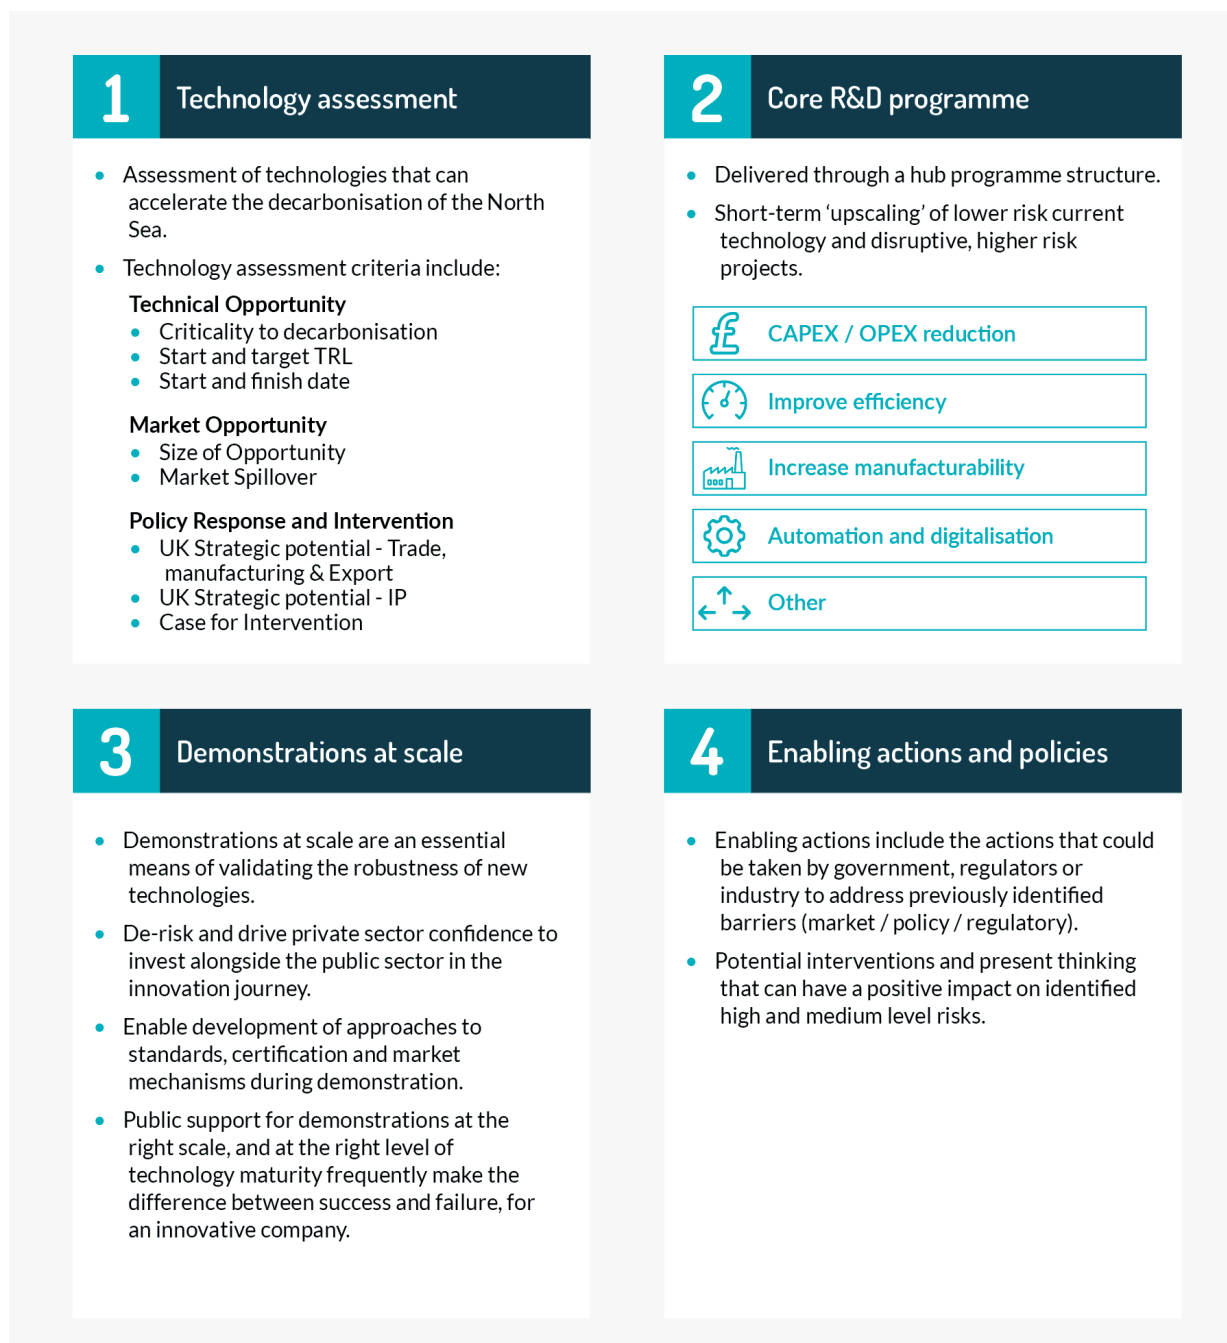 1
Technology assessment
• Assessment of technologies that can
accelerate the decarbonisation of the North
Sea.
• Technology assessment criteria include:
Technical Opportunity
• Criticality to decarbonisation
• Start and target TRL
• Start and finish date
Market Opportunity
• Size of Opportunity
• Market Spillover
Policy Response and Intervention
• UK Strategic potential - Trade,
manufacturing & Export
• UK Strategic potential - IP
• Case for Intervention
2
Core R&D programme
• Delivered through a hub programme structure.
• Short-term ‘upscaling’ of lower risk current
technology and disruptive, higher risk
projects.
£
CAPEX / OPEX reduction
Improve efficiency
Increase manufacturability
Automation and digitalisation
Other
3
Demonstrations at scale
• Demonstrations at scale are an essential
means of validating the robustness of new
technologies.
• De-risk and drive private sector confidence to
invest alongside the public sector in the
innovation journey.
• Enable development of approaches to
standards, certification and market
mechanisms during demonstration.
• Public support for demonstrations at the
right scale, and at the right level of
technology maturity frequently make the
difference between success and failure, for
an innovative company.
4
Enabling actions and policies
• Enabling actions include the actions that could
be taken by government, regulators or
industry to address previously identified
barriers (market / policy / regulatory).
• Potential interventions and present thinking
that can have a positive impact on identified
high and medium level risks.